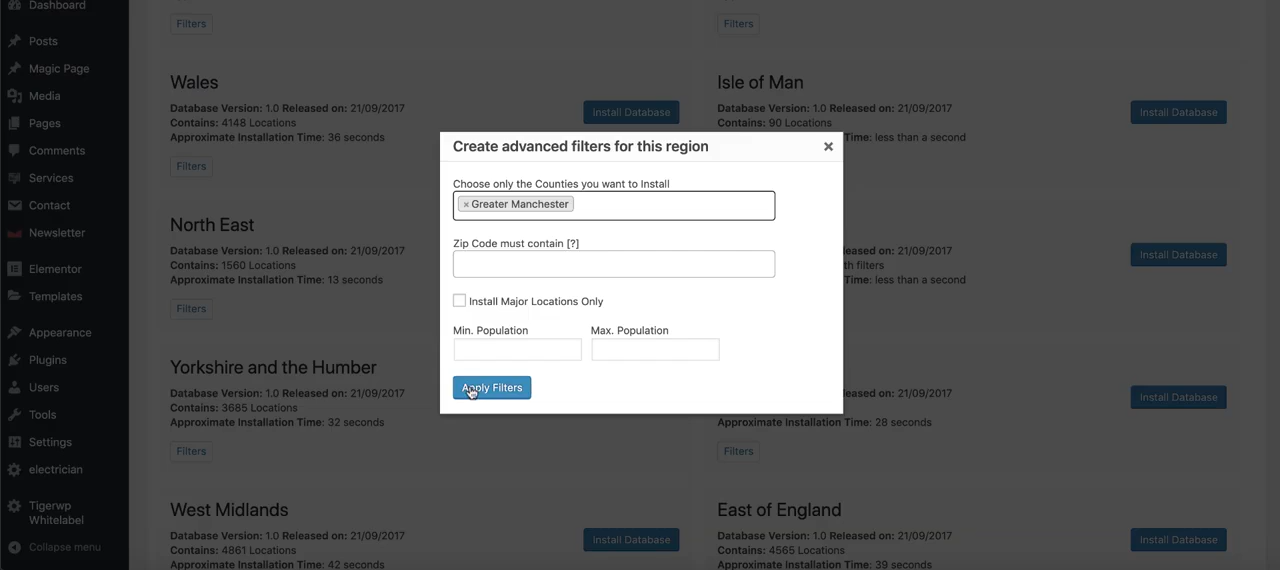 Dashboard
Posts
Magic Page
Media
Pages
Comments
Services
Contact
Newsletter
Elementor
Templates
Appearance
Plugins
Users
Tools
Settings
electrician
Tigerwp
Whitelabel
Collapse menu
Filters
Filters
Wales
Database Version: 1.0 Released on: 21/09/2017
Contains: 4148 Locations
Approximate Installation Time: 36 seconds
Install Database
Filters
Isle of Man
Database Version: 1.0 Released on: 21/09/2017
Contains: 90 Locations
Time: less than a second
Install Database
Create advanced filters for this region
×
Choose only the Counties you want to Install
× Greater Manchester
Zip Code must contain [?]
Install Major Locations Only
Min. Population
Max. Population
Apply Filters
North East
Database Version: 1.0 Released on: 21/09/2017
Contains: 1560 Locations
Approximate Installation Time: 13 seconds
Filters
eleased on: 21/09/2017
th filters
Time: less than a second
Install Database
Yorkshire and the Humber
Database Version: 1.0 Released on: 21/09/2017
Contains: 3685 Locations
Approximate Installation Time: 32 seconds
Filters
eleased on: 21/09/2017
Approximate Installation Time: 28 seconds
Install Database
Filters
West Midlands
Database Version: 1.0 Released on: 21/09/2017
Contains: 4861 Locations
Approximate Installation Time: 42 seconds
Install Database
East of England
Database Version: 1.0 Released on: 21/09/2017
Contains: 4565 Locations
Approximate Installation Time: 39 seconds
Install Database